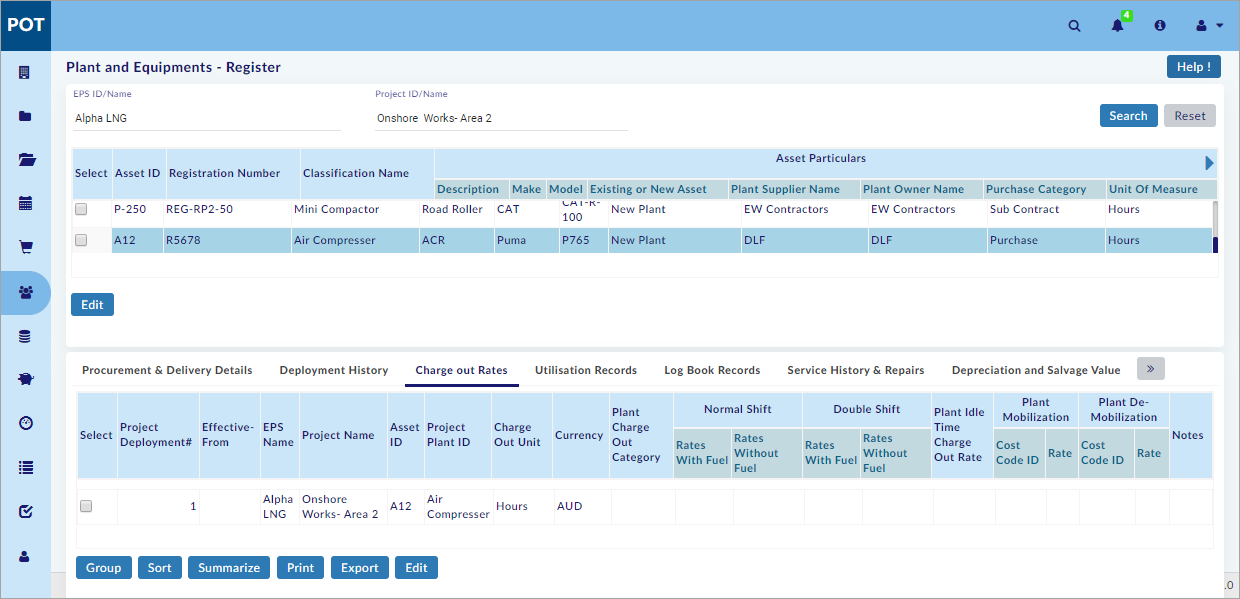 POT
4
Plant and Equipments - Register
Help !
EPS ID/Name
Project ID/Name
Alpha LNG
Onshore Works- Area 2
Search
Reset
Select
Asset ID
Registration Number
Classification Name
Asset Particulars
Description
Make
Model
Existing or New Asset
Plant Supplier Name
Plant Owner Name
Purchase Category
Unit Of Measure
P-250
REG-RP2-50
Mini Compactor
Road Roller
CAT
CAT-R-
100
New Plant
EW Contractors
EW Contractors
Sub Contract
Hours
A12
R5678
Air Compresser
ACR
Puma
P765
New Plant
DLF
DLF
Purchase
Hours
Edit
Procurement & Delivery Details
Deployment History
Charge out Rates
Utilisation Records
Log Book Records
Service History & Repairs
Depreciation and Salvage Value
»
Select
Project
Deployment#
Effective-
From
EPS
Name
Project Name
Asset
ID
Project
Plant ID
Charge
Out Unit
Currency
Plant
Charge
Out
Category
Normal Shift
Rates
With Fuel
Rates
Without
Fuel
Double Shift
Rates
With Fuel
Rates
Without
Fuel
Plant Idle
Time
Charge
Out Rate
Plant
Mobilization
Cost
Code ID
Rate
Plant De-
Mobilization
Cost
Code ID
Rate
Notes
1
Alpha
LNG
Onshore
Works- Area 2
A12
Air
Compresser
Hours
AUD
Group
Sort
Summarize
Print
Export
Edit
.0